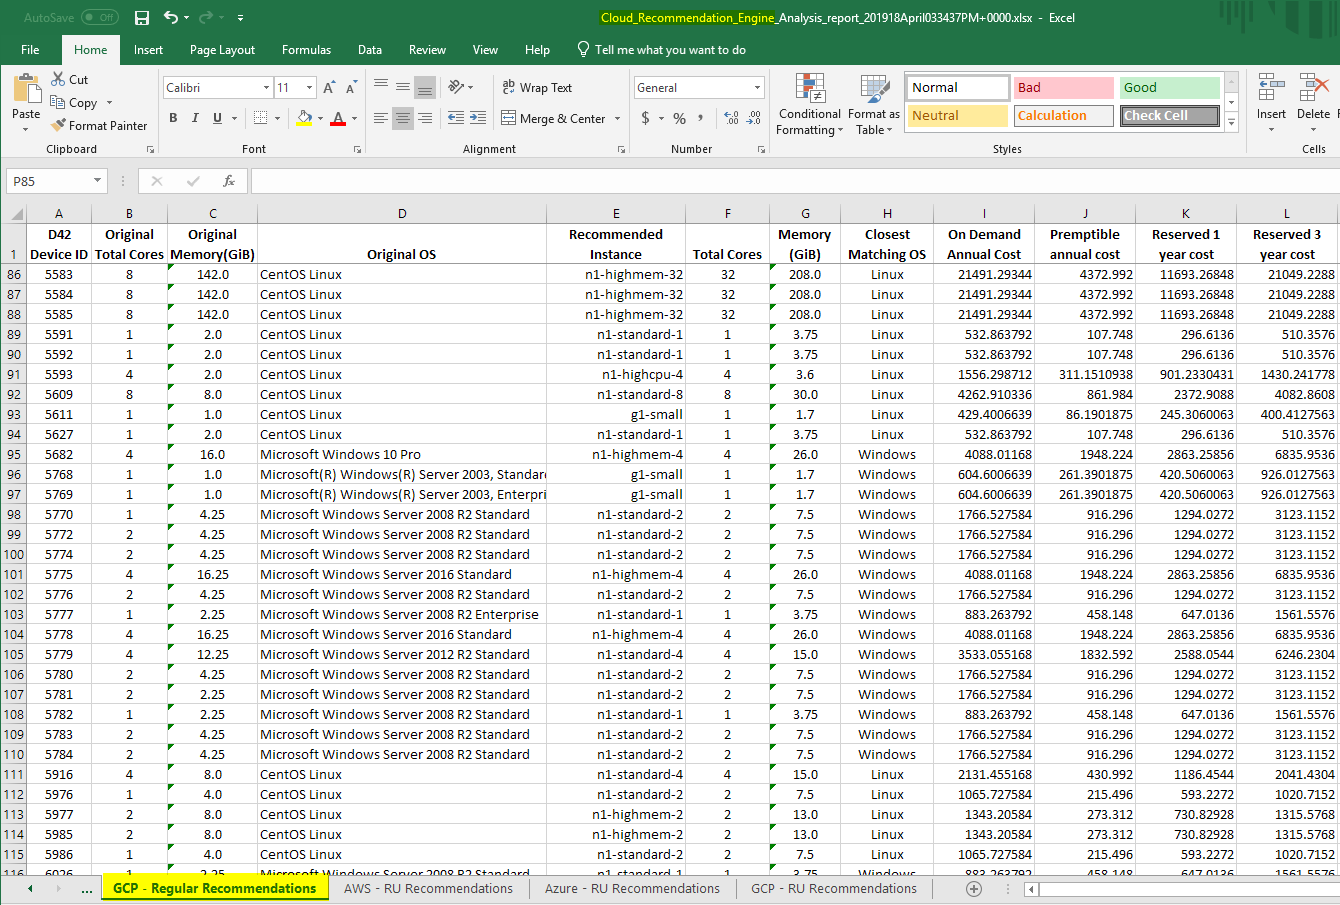 AutoSave Off Cloud_Recommendation_Engine_Analysis_report_201918April033437PM+0000.xlsx - Excel
File Home Insert Page Layout Formulas Data Review View Help Tell me what you want to do
Paste Cut Copy Format Painter Clipboard
Calibri 11 B I U Font
Wrap Text Merge & Center Alignment
General $ % , Number
Conditional Formatting Format as Table Normal Bad Good Neutral Calculation Check Cell Styles
Insert Delete Cells
P85 fx
A B C D E F G H I J K L
1 D42 Device ID Original Total Cores Original Memory(GiB) Original OS Recommended Instance Total Cores Memory (GiB) Closest Matching OS On Demand Annual Cost Premptible annual cost Reserved 1 year cost Reserved 3 year cost
86 5583 8 142.0 CentOS Linux n1-highmem-32 32 208.0 Linux 21491.29344 4372.992 11693.26848 21049.2288
87 5584 8 142.0 CentOS Linux n1-highmem-32 32 208.0 Linux 21491.29344 4372.992 11693.26848 21049.2288
88 5585 8 142.0 CentOS Linux n1-highmem-32 32 208.0 Linux 21491.29344 4372.992 11693.26848 21049.2288
89 5591 1 2.0 CentOS Linux n1-standard-1 1 3.75 Linux 532.863792 107.748 296.6136 510.3576
90 5592 1 2.0 CentOS Linux n1-standard-1 1 3.75 Linux 532.863792 107.748 296.6136 510.3576
91 5593 4 2.0 CentOS Linux n1-highcpu-4 4 3.6 Linux 1556.298712 311.1510938 901.2330431 1430.241778
92 5609 8 8.0 CentOS Linux n1-standard-8 8 30.0 Linux 4262.910336 861.984 2372.9088 4082.8608
93 5611 1 1.0 CentOS Linux g1-small 1 1.7 Linux 429.4006639 86.1901875 245.3060063 400.4127563
94 5627 1 2.0 CentOS Linux n1-standard-1 1 3.75 Linux 532.863792 107.748 296.6136 510.3576
95 5682 4 16.0 Microsoft Windows 10 Pro n1-highmem-4 4 26.0 Windows 4088.01168 1948.224 2863.25856 6835.9536
96 5768 1 1.0 Microsoft(R) Windows(R) Server 2003, Standar g1-small 1 1.7 Windows 604.6006639 261.3901875 420.5060063 926.0127563
97 5769 1 1.0 Microsoft(R) Windows(R) Server 2003, Enterpri g1-small 1 1.7 Windows 604.6006639 261.3901875 420.5060063 926.0127563
98 5770 1 4.25 Microsoft Windows Server 2008 R2 Standard n1-standard-2 2 7.5 Windows 1766.527584 916.296 1294.0272 3123.1152
99 5772 2 4.25 Microsoft Windows Server 2008 R2 Standard n1-standard-2 2 7.5 Windows 1766.527584 916.296 1294.0272 3123.1152
100 5774 2 4.25 Microsoft Windows Server 2008 R2 Standard n1-standard-2 2 7.5 Windows 1766.527584 916.296 1294.0272 3123.1152
101 5775 4 16.25 Microsoft Windows Server 2016 Standard n1-highmem-4 4 26.0 Windows 4088.01168 1948.224 2863.25856 6835.9536
102 5776 2 4.25 Microsoft Windows Server 2008 R2 Standard n1-standard-2 2 7.5 Windows 1766.527584 916.296 1294.0272 3123.1152
103 5777 1 2.25 Microsoft Windows Server 2008 R2 Enterprise n1-standard-1 1 3.75 Windows 883.263792 458.148 647.0136 1561.5576
104 5778 4 16.25 Microsoft Windows Server 2016 Standard n1-highmem-4 4 26.0 Windows 4088.01168 1948.224 2863.25856 6835.9536
105 5779 4 12.25 Microsoft Windows Server 2012 R2 Standard n1-standard-4 4 15.0 Windows 3533.055168 1832.592 2588.0544 6246.2304
106 5780 2 4.25 Microsoft Windows Server 2008 R2 Standard n1-standard-2 2 7.5 Windows 1766.527584 916.296 1294.0272 3123.1152
107 5781 2 2.25 Microsoft Windows Server 2008 R2 Standard n1-standard-2 2 7.5 Windows 1766.527584 916.296 1294.0272 3123.1152
108 5782 1 2.25 Microsoft Windows Server 2008 R2 Standard n1-standard-1 1 3.75 Windows 883.263792 458.148 647.0136 1561.5576
109 5783 2 4.25 Microsoft Windows Server 2008 R2 Standard n1-standard-2 2 7.5 Windows 1766.527584 916.296 1294.0272 3123.1152
110 5784 2 4.25 Microsoft Windows Server 2008 R2 Standard n1-standard-2 2 7.5 Windows 1766.527584 916.296 1294.0272 3123.1152
111 5916 4 8.0 CentOS Linux n1-standard-4 4 15.0 Linux 2131.455168 430.992 1186.4544 2041.4304
112 5976 1 4.0 CentOS Linux n1-standard-2 2 7.5 Linux 1065.727584 215.496 593.2272 1020.7152
113 5977 2 8.0 CentOS Linux n1-highmem-2 2 13.0 Linux 1343.20584 273.312 730.82928 1315.5768
114 5985 2 8.0 CentOS Linux n1-highmem-2 2 13.0 Linux 1343.20584 273.312 730.82928 1315.5768
115 5986 1 4.0 CentOS Linux n1-standard-2 2 7.5 Linux 1065.727584 215.496 593.2272 1020.7152
... GCP - Regular Recommendations AWS - RU Recommendations Azure - RU Recommendations GCP - RU Recommendations